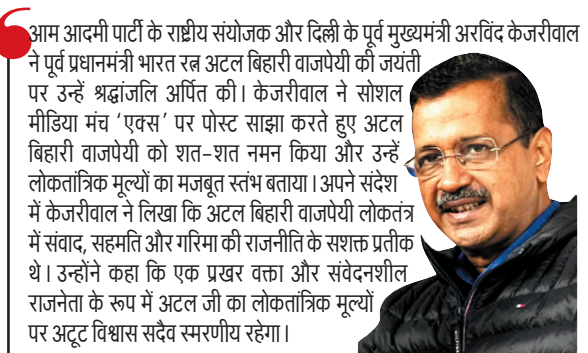 आम आदमी पार्टी के राष्ट्रीय संयोजक और दिल्ली के पूर्व मुख्यमंत्री अरविंद केजरीवाल
ने पूर्व प्रधानमंत्री भारत रत्न अटल बिहारी वाजपेयी की जयंती
पर उन्हें श्रद्धांजलि अर्पित की। केजरीवाल ने सोशल
मीडिया मंच ‘एक्स’ पर पोस्ट साझा करते हुए अटल
बिहारी वाजपेयी को शत-शत नमन किया और उन्हें
लोकतांत्रिक मूल्यों का मजबूत स्तंभ बताया। अपने संदेश
में केजरीवाल ने लिखा कि अटल बिहारी वाजपेयी लोकतंत्र
में संवाद, सहमति और गरिमा की राजनीति के सशक्त प्रतीक
थे। उन्होंने कहा कि एक प्रखर वक्ता और संवेदनशील
राजनेता के रूप में अटल जी का लोकतांत्रिक मूल्यों
पर अटूट विश्वास सदैव स्मरणीय रहेगा।